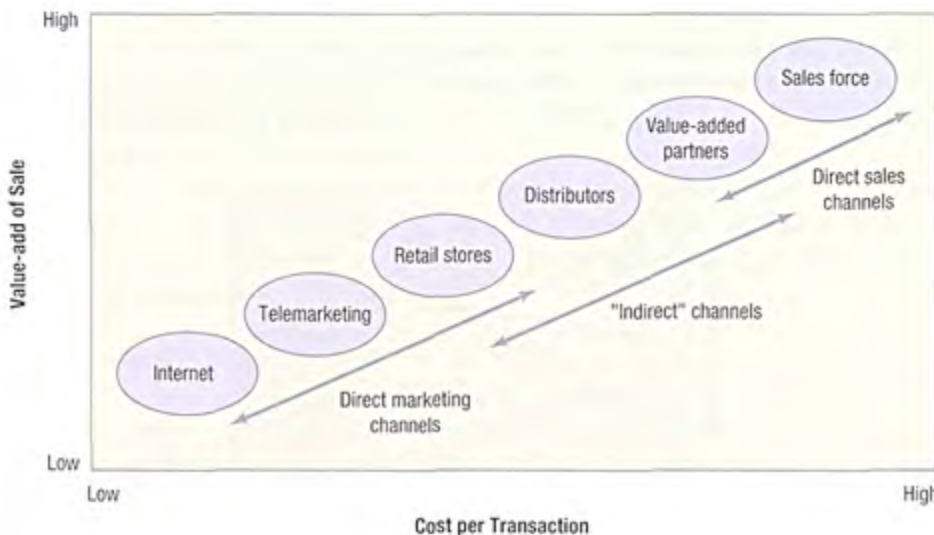 High
Sales force
Value-added
partners
Direct sales
channels
Distributors
Value-add of Sale
Retail stores
"Indirect" channels
Telemarketing
Internet
Direct marketing
channels
Low
Low
High
Cost per Transaction